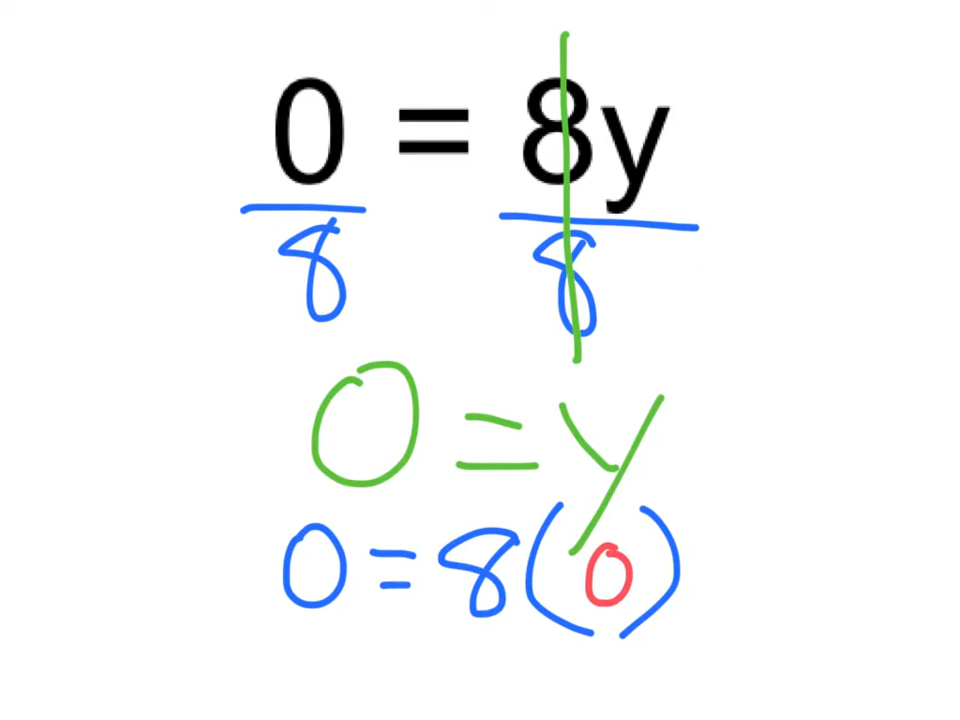 0 = 8y
8 8
0 = y
0 = 8(0)